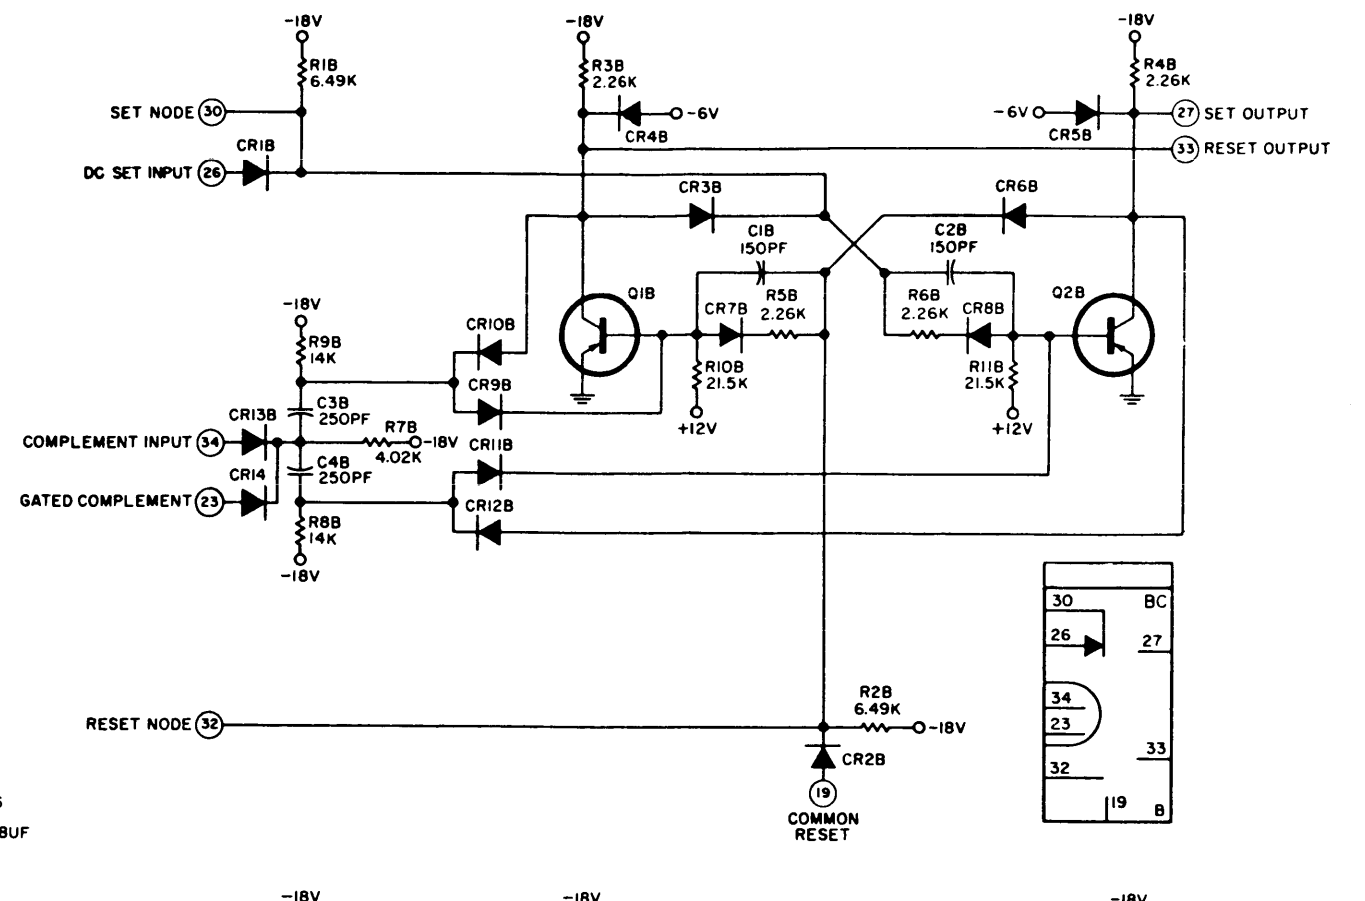 -18V
-18V
-18V
R1B
6.49K
R3B
2.26K
R4B
2.26K
SET NODE 30
-6V
CR4B
-6V
CR5B
27 SET OUTPUT
33 RESET OUTPUT
CR1B
DC SET INPUT 26
CR3B
CR6B
C1B
150PF
C2B
150PF
Q1B
R5B
2.26K
CR7B
R6B
2.26K
CR8B
Q2B
-18V
R9B
14K
CR10B
CR9B
R10B
21.5K
+12V
R11B
21.5K
+12V
C3B
250PF
CR13B
COMPLEMENT INPUT 34
R7B
4.02K
-18V
C4B
250PF
CR11B
CR14
GATED COMPLEMENT 23
CR12B
R8B
14K
-18V
30
BC
26
27
34
23
33
32
19
B
RESET NODE 32
R2B
6.49K
-18V
CR2B
19
COMMON
RESET
BUF
-18V
-18V
-18V